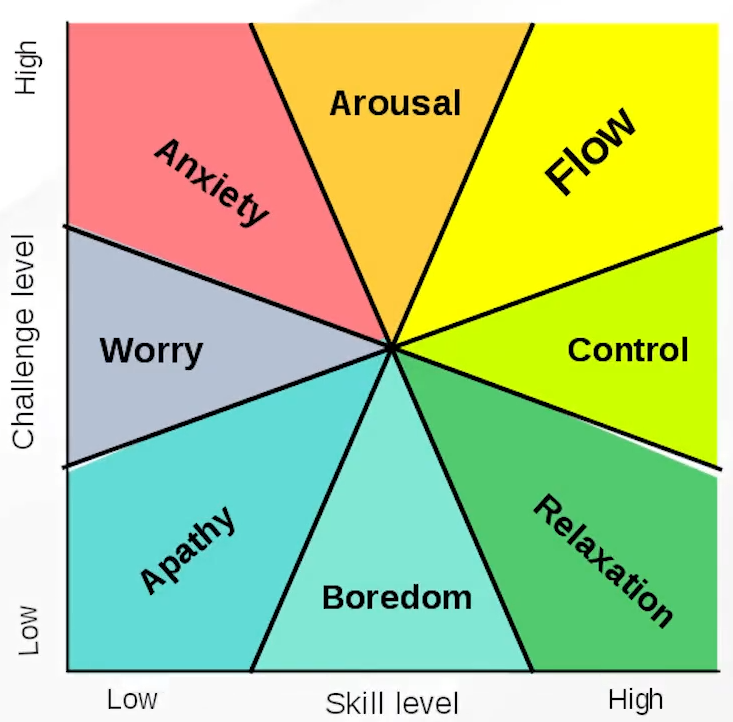 High
Arousal
Flow
Anxiety
Challenge level
Worry
Control
Apathy
Relaxation
Boredom
Low
Low
Skill level
High